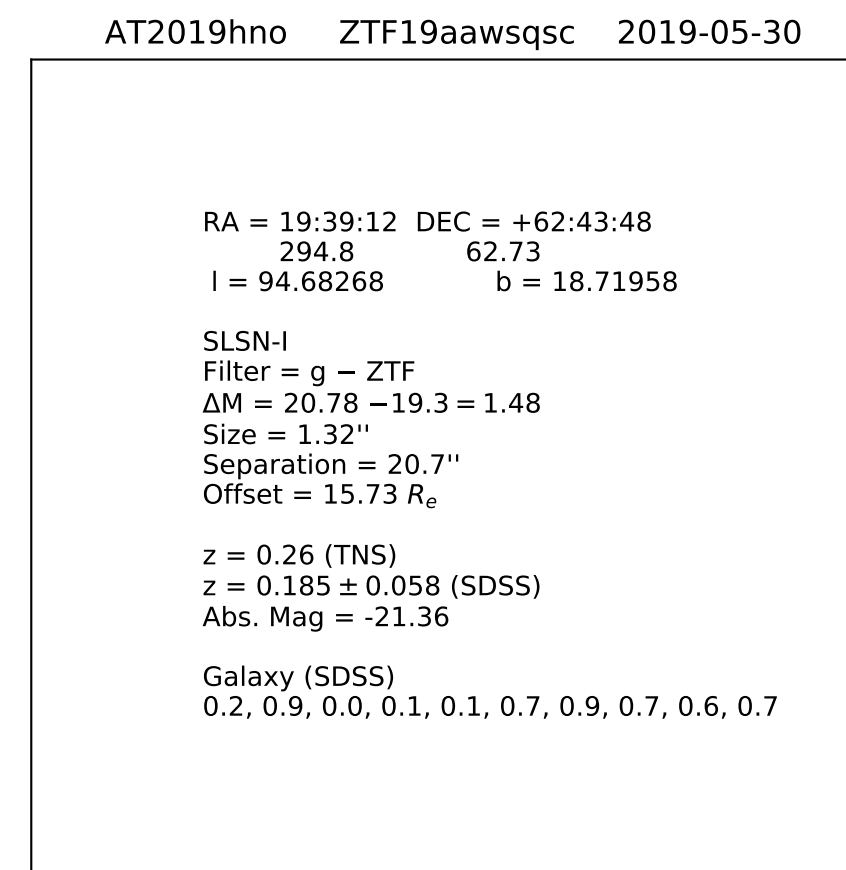 AT2019hno ZTF19aawsqsc 2019-05-30
RA = 19:39:12 DEC = +62:43:48
294.8 62.73
l = 94.68268 b = 18.71958
SLSN-I
Filter = g − ZTF
ΔM = 20.78 −19.3 = 1.48
Size = 1.32''
Separation = 20.7''
Offset = 15.73 Re
z = 0.26 (TNS)
z = 0.185 ± 0.058 (SDSS)
Abs. Mag = -21.36
Galaxy (SDSS)
0.2, 0.9, 0.0, 0.1, 0.1, 0.7, 0.9, 0.7, 0.6, 0.7